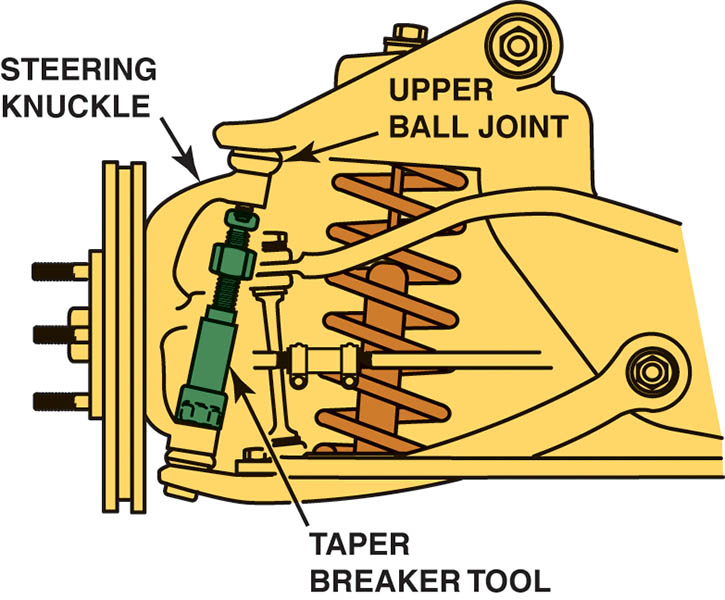 STEERING
KNUCKLE
UPPER
BALL JOINT
TAPER
BREAKER TOOL